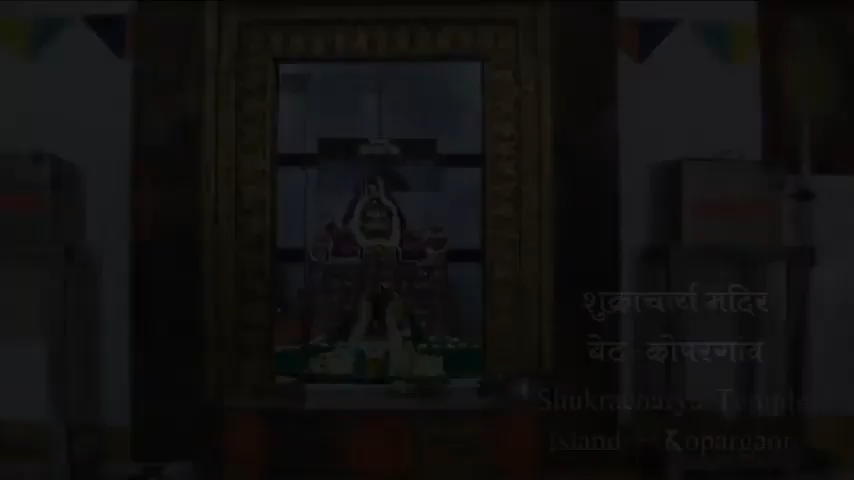 शुक्राचार्य मंदिर
बेट कोपरगाव
Shukracharya Temple
Island Kopargaon